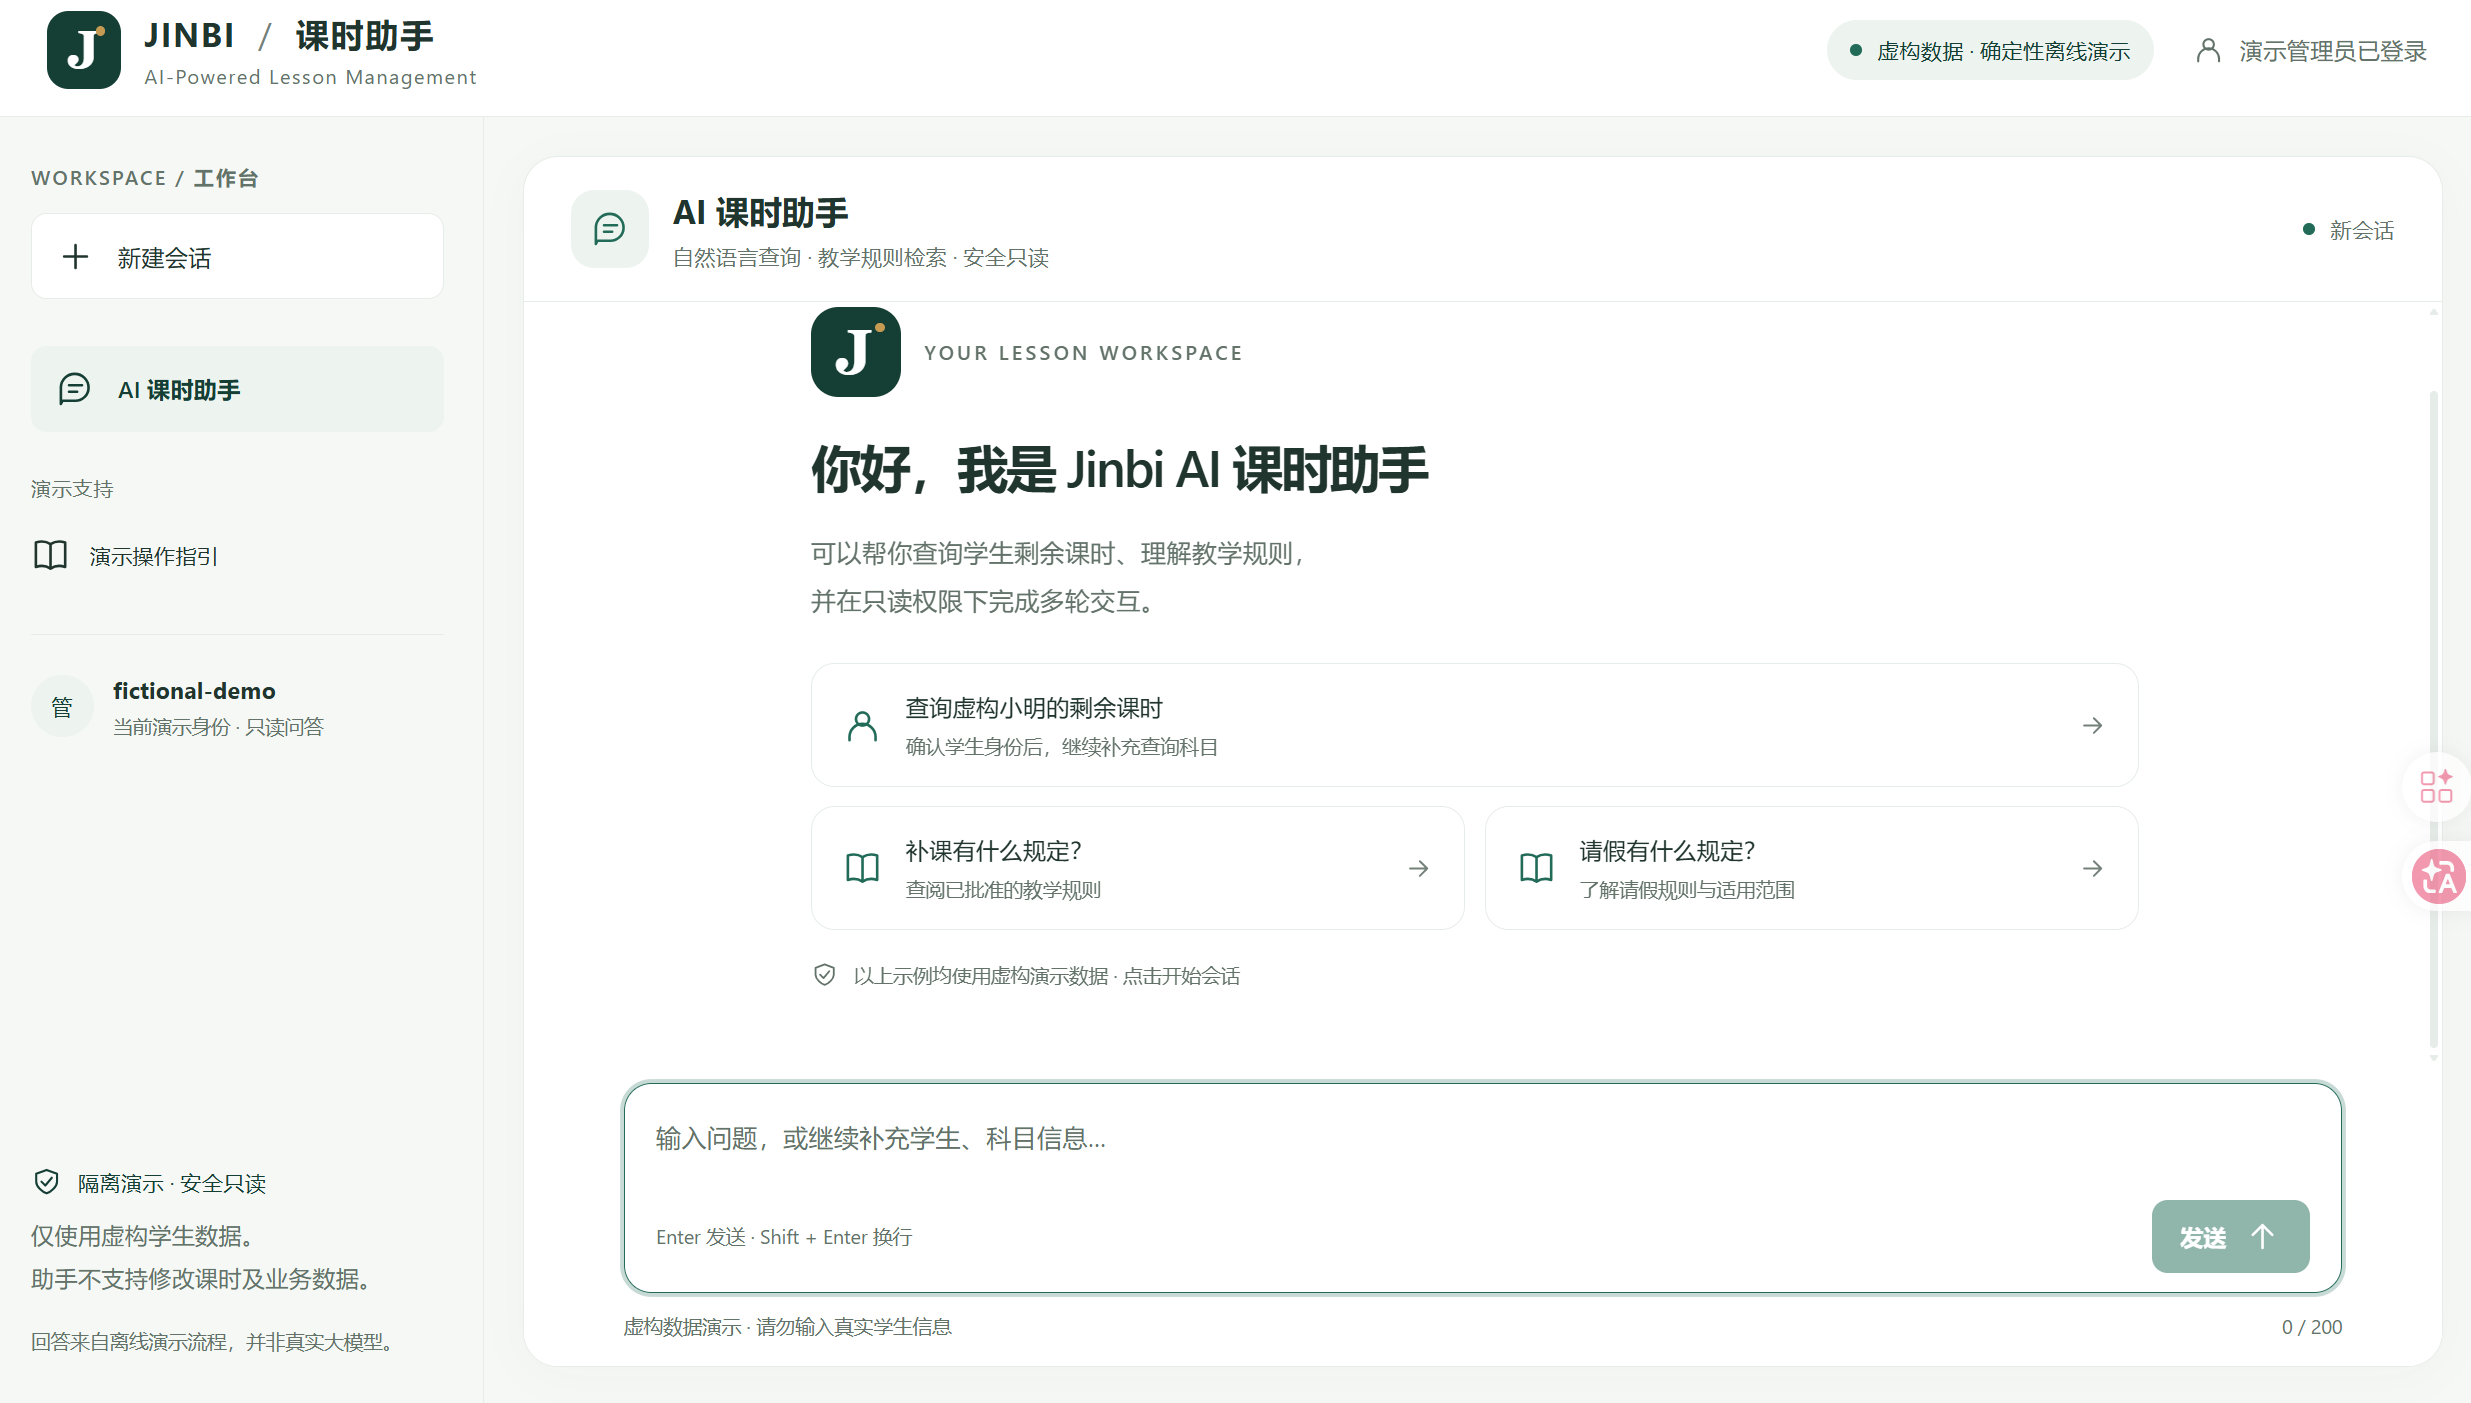 J
JINBI / 课时助手
AI-Powered Lesson Management
虚构数据 · 确定性离线演示
演示管理员已登录
WORKSPACE / 工作台
新建会话
AI 课时助手
演示支持
演示操作指引
管
fictional-demo
当前演示身份 · 只读问答
隔离演示 · 安全只读
仅使用虚构学生数据。
助手不支持修改课时及业务数据。
回答来自离线演示流程，并非真实大模型。
AI 课时助手
自然语言查询 · 教学规则检索 · 安全只读
新会话
J
YOUR LESSON WORKSPACE
你好，我是 Jinbi AI 课时助手
可以帮你查询学生剩余课时、理解教学规则，
并在只读权限下完成多轮交互。
查询虚构小明的剩余课时
确认学生身份后，继续补充查询科目
补课有什么规定？
查阅已批准的教学规则
请假有什么规定？
了解请假规则与适用范围
以上示例均使用虚构演示数据 · 点击开始会话
输入问题，或继续补充学生、科目信息...
Enter 发送 · Shift + Enter 换行
发送
虚构数据演示 · 请勿输入真实学生信息
0 / 200